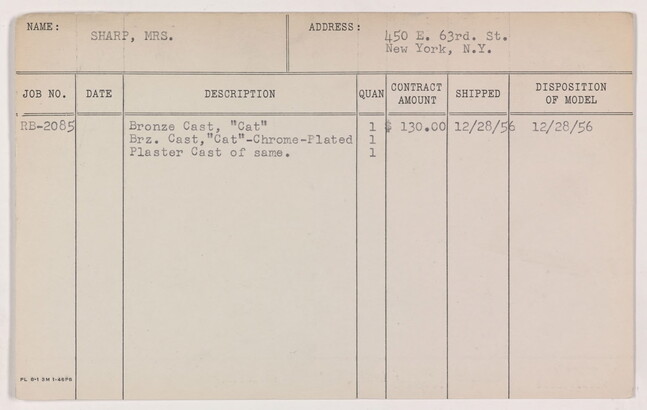 NAME: SHARP, MRS. ADDRESS: 450 E. 63rd. St.
New York, N.Y.
JOB NO. DATE DESCRIPTION QUAN CONTRACT AMOUNT SHIPPED DISPOSITION OF MODEL
RB-2085 Bronze Cast, "Cat" 1 $ 130.00 12/28/56 12/28/56
Brz. Cast,"Cat"-Chrome-Plated 1
Plaster Cast of same. 1